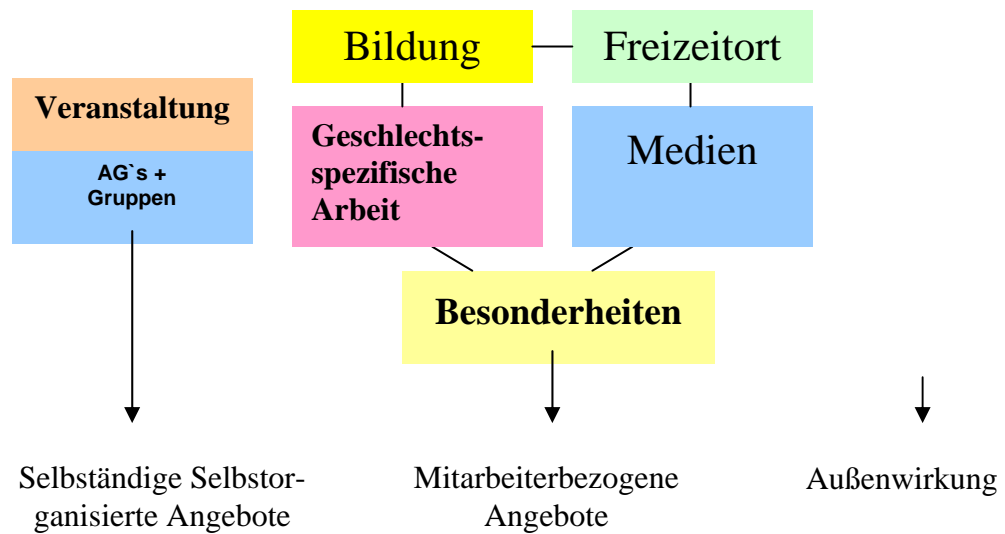 Bildung
Freizeitort
Veranstaltung
AG`s +
Gruppen
Geschlechts-
spezifische
Arbeit
Medien
Besonderheiten
Selbständige Selbstor-
ganisierte Angebote
Mitarbeiterbezogene
Angebote
Außenwirkung